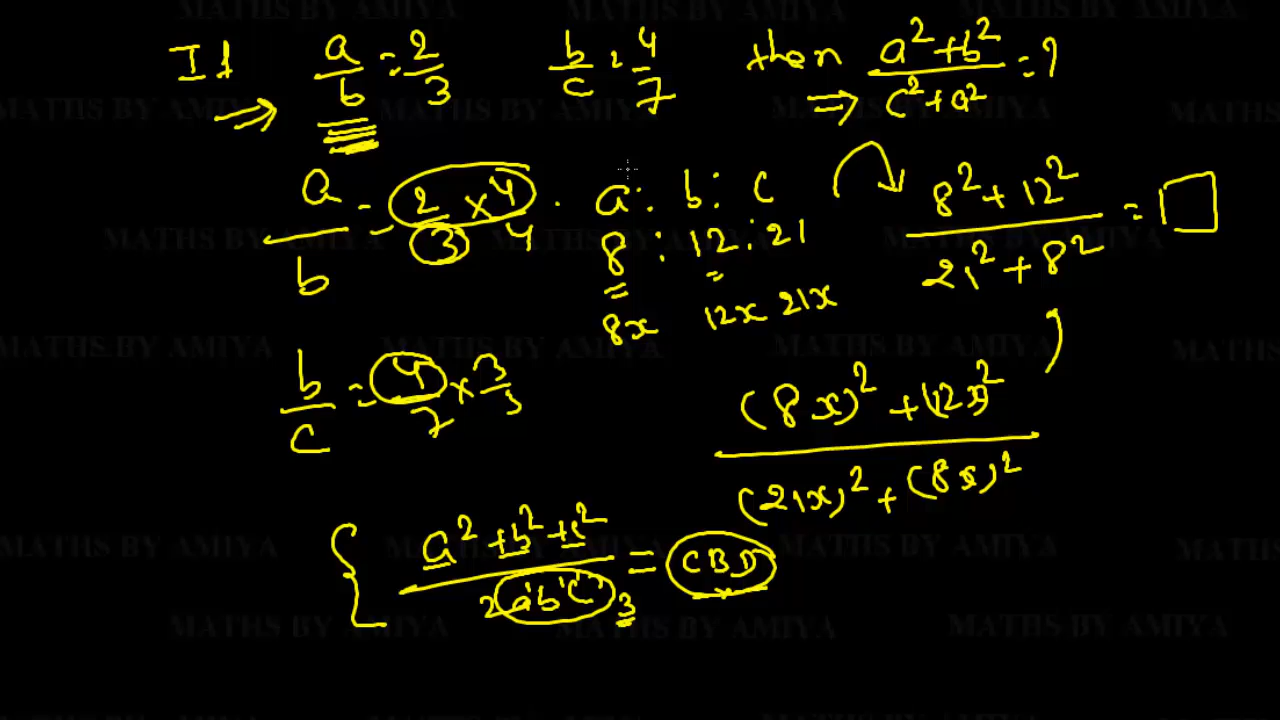 If a/b = 2/3 b/c = 4/7 then a²+b²/c²+a² = ?
⇒ ⇒
a/b = 2×4/3 4 . a : b : c 8²+12²/21²+8² = □
8 : 12 : 21
8x 12x 21x
b/c = 4/7 × 3/3 (8x)²+(12x)²/(21x)²+(8x)²
{ a²+b²+c²/2a¹b¹c¹ 3 = CBD
MATHS BY AMIYA